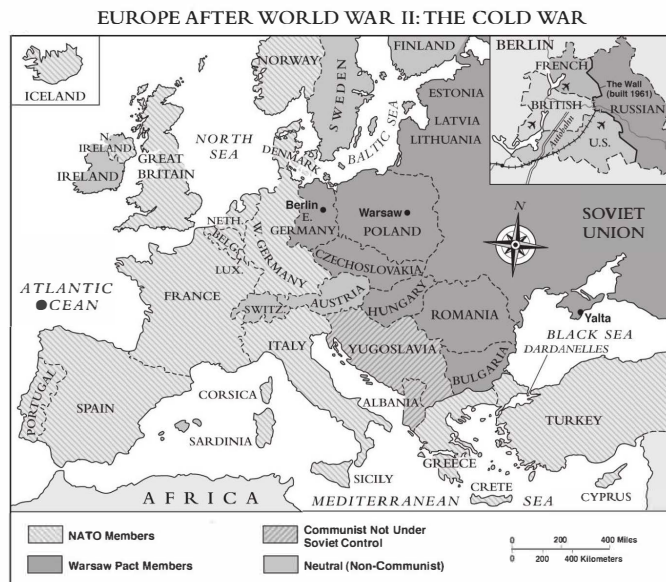 EUROPE AFTER WORLD WAR II: THE COLD WAR
ICELAND
NORWAY
SWEDEN
FINLAND
ESTONIA
LATVIA
LITHUANIA
BALTIC SEA
NORTH
SEA
DENMARK
N.
IRELAND
IRELAND
GREAT
BRITAIN
BERLIN
FRENCH
BRITISH
Autobahn
U.S.
The Wall
(built 1961)
RUSSIAN
NETH.
BELG.
LUX.
W. GERMANY
Berlin
E.
GERMANY
Warsaw
POLAND
N
SOVIET
UNION
CZECHOSLOVAKIA
ATLANTIC
CEAN
FRANCE
SWITZ.
AUSTRIA
HUNGARY
ROMANIA
Yalta
BLACK SEA
DARDANELLES
ITALY
YUGOSLAVIA
BULGARIA
PORTUGAL
SPAIN
CORSICA
SARDINIA
ALBANIA
TURKEY
GREECE
SICILY
CRETE
CYPRUS
AFRICA
MEDITERRANEAN SEA
NATO Members
Warsaw Pact Members
Communist Not Under
Soviet Control
Neutral (Non-Communist)
0 200 400 Miles
0 200 400 Kilometers